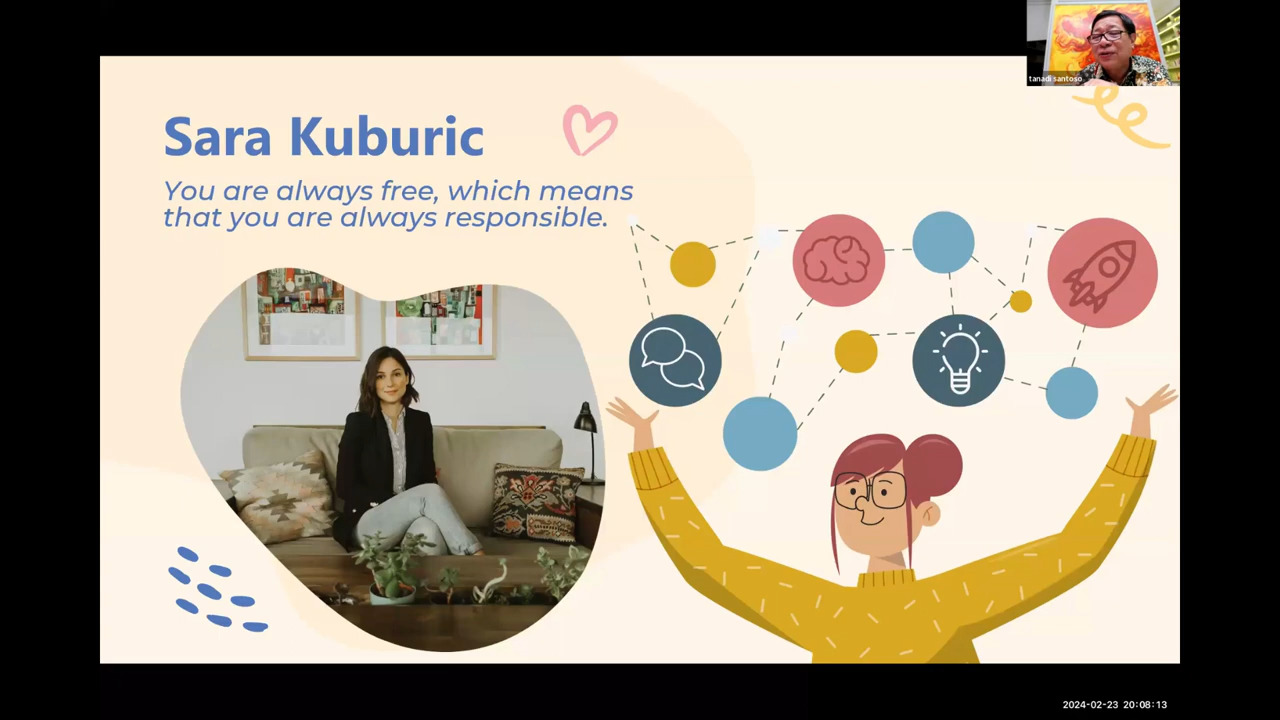 tanadi santoso
Sara Kuburic
You are always free, which means
that you are always responsible.
2024-02-23 20:08:13